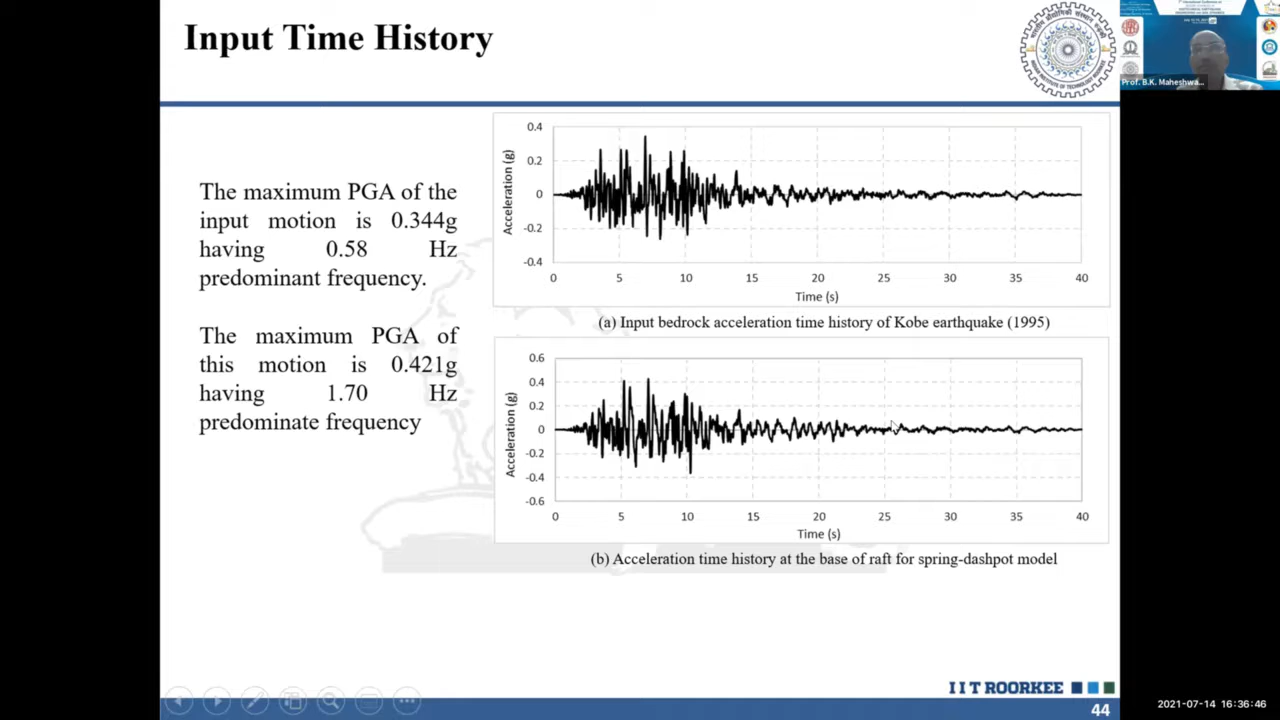 Input Time History
Prof. B.K. Maheshwa...
The maximum PGA of the
input motion is 0.344g
having 0.58 Hz
predominant frequency.
The maximum PGA of
this motion is 0.421g
having 1.70 Hz
predominate frequency
0.4
0.2
0
-0.2
-0.4
Acceleration (g)
0 5 10 15 20 25 30 35 40
Time (s)
(a) Input bedrock acceleration time history of Kobe earthquake (1995)
0.6
0.4
0.2
0
-0.2
-0.4
-0.6
Acceleration (g)
0 5 10 15 20 25 30 35 40
Time (s)
(b) Acceleration time history at the base of raft for spring-dashpot model
I I T ROORKEE
44
2021-07-14 16:36:46